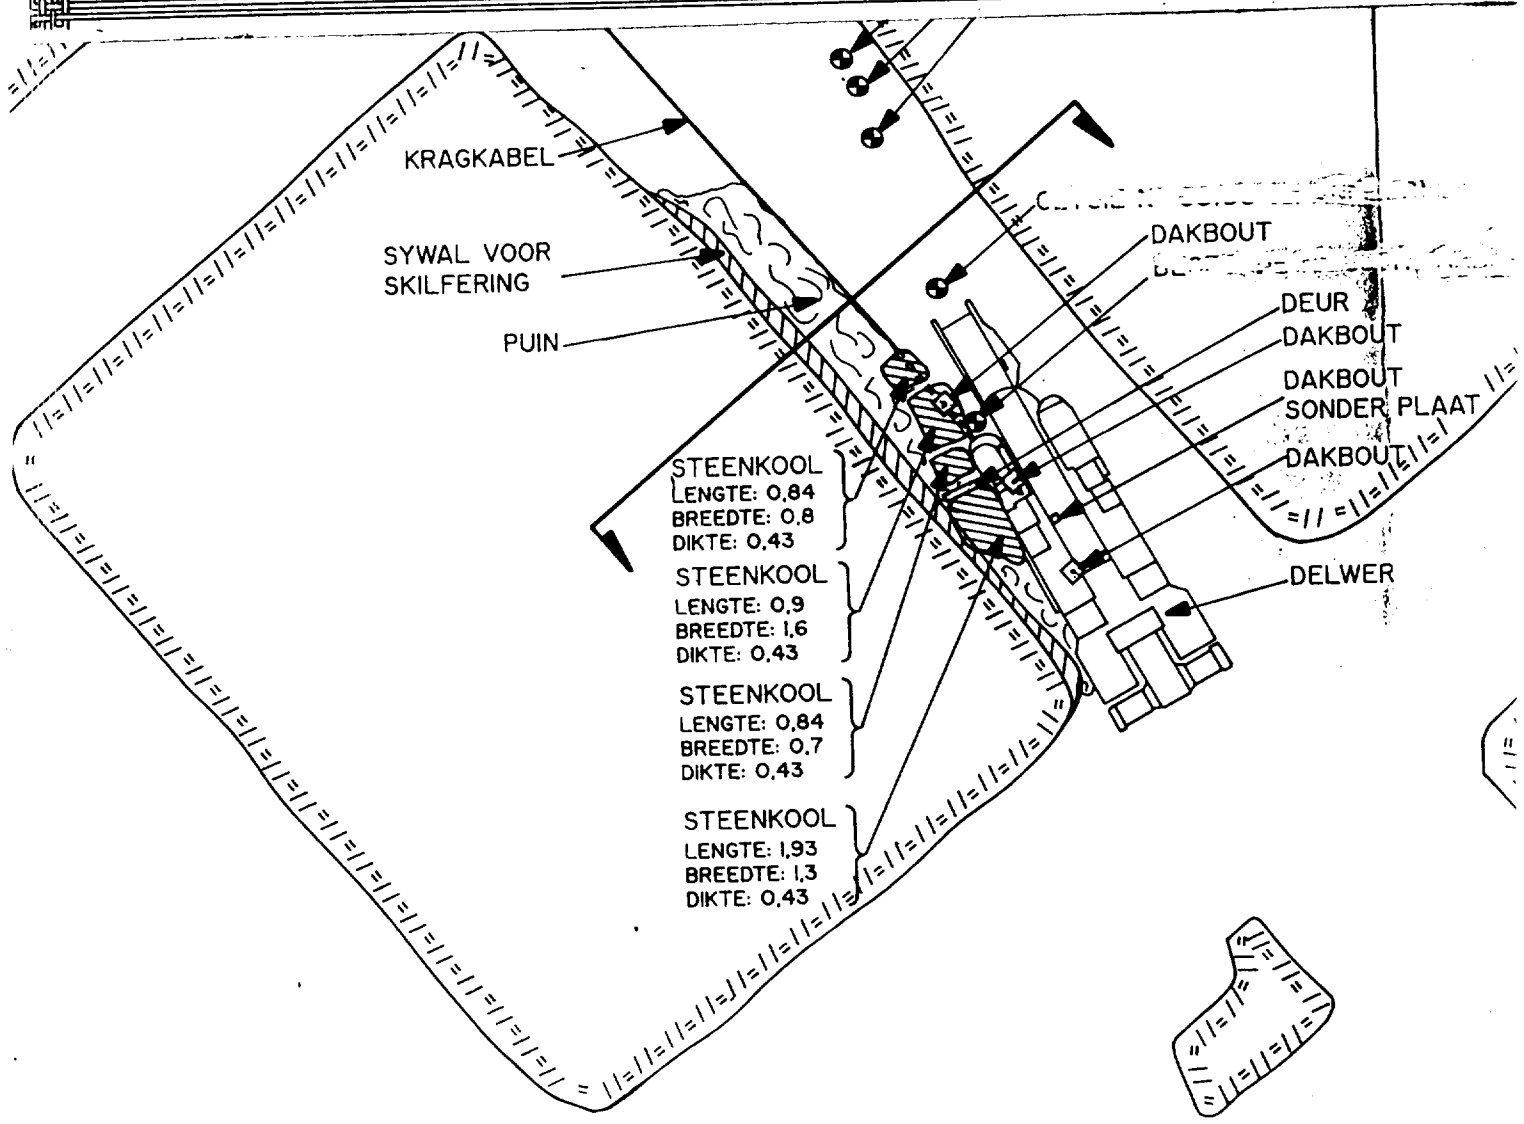 KRAGKABEL
SYWAL VOOR
SKILFERING
PUIN
DAKBOUT
DEUR
DAKBOUT
DAKBOUT
SONDER PLAAT
DAKBOUT
DELWER
STEENKOOL
LENGTE: 0,84
BREEDTE: 0,8
DIKTE: 0,43
STEENKOOL
LENGTE: 0,9
BREEDTE: 1,6
DIKTE: 0,43
STEENKOOL
LENGTE: 0,84
BREEDTE: 0,7
DIKTE: 0,43
STEENKOOL
LENGTE: 1,93
BREEDTE: 1,3
DIKTE: 0,43